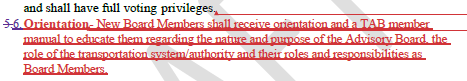 and shall have full voting privileges.
5.6. Orientation- New Board Members shall receive orientation and a TAB member
manual to educate them regarding the nature and purpose of the Advisory Board, the
role of the transportation system/authority and their roles and responsibilities as
Board Members.